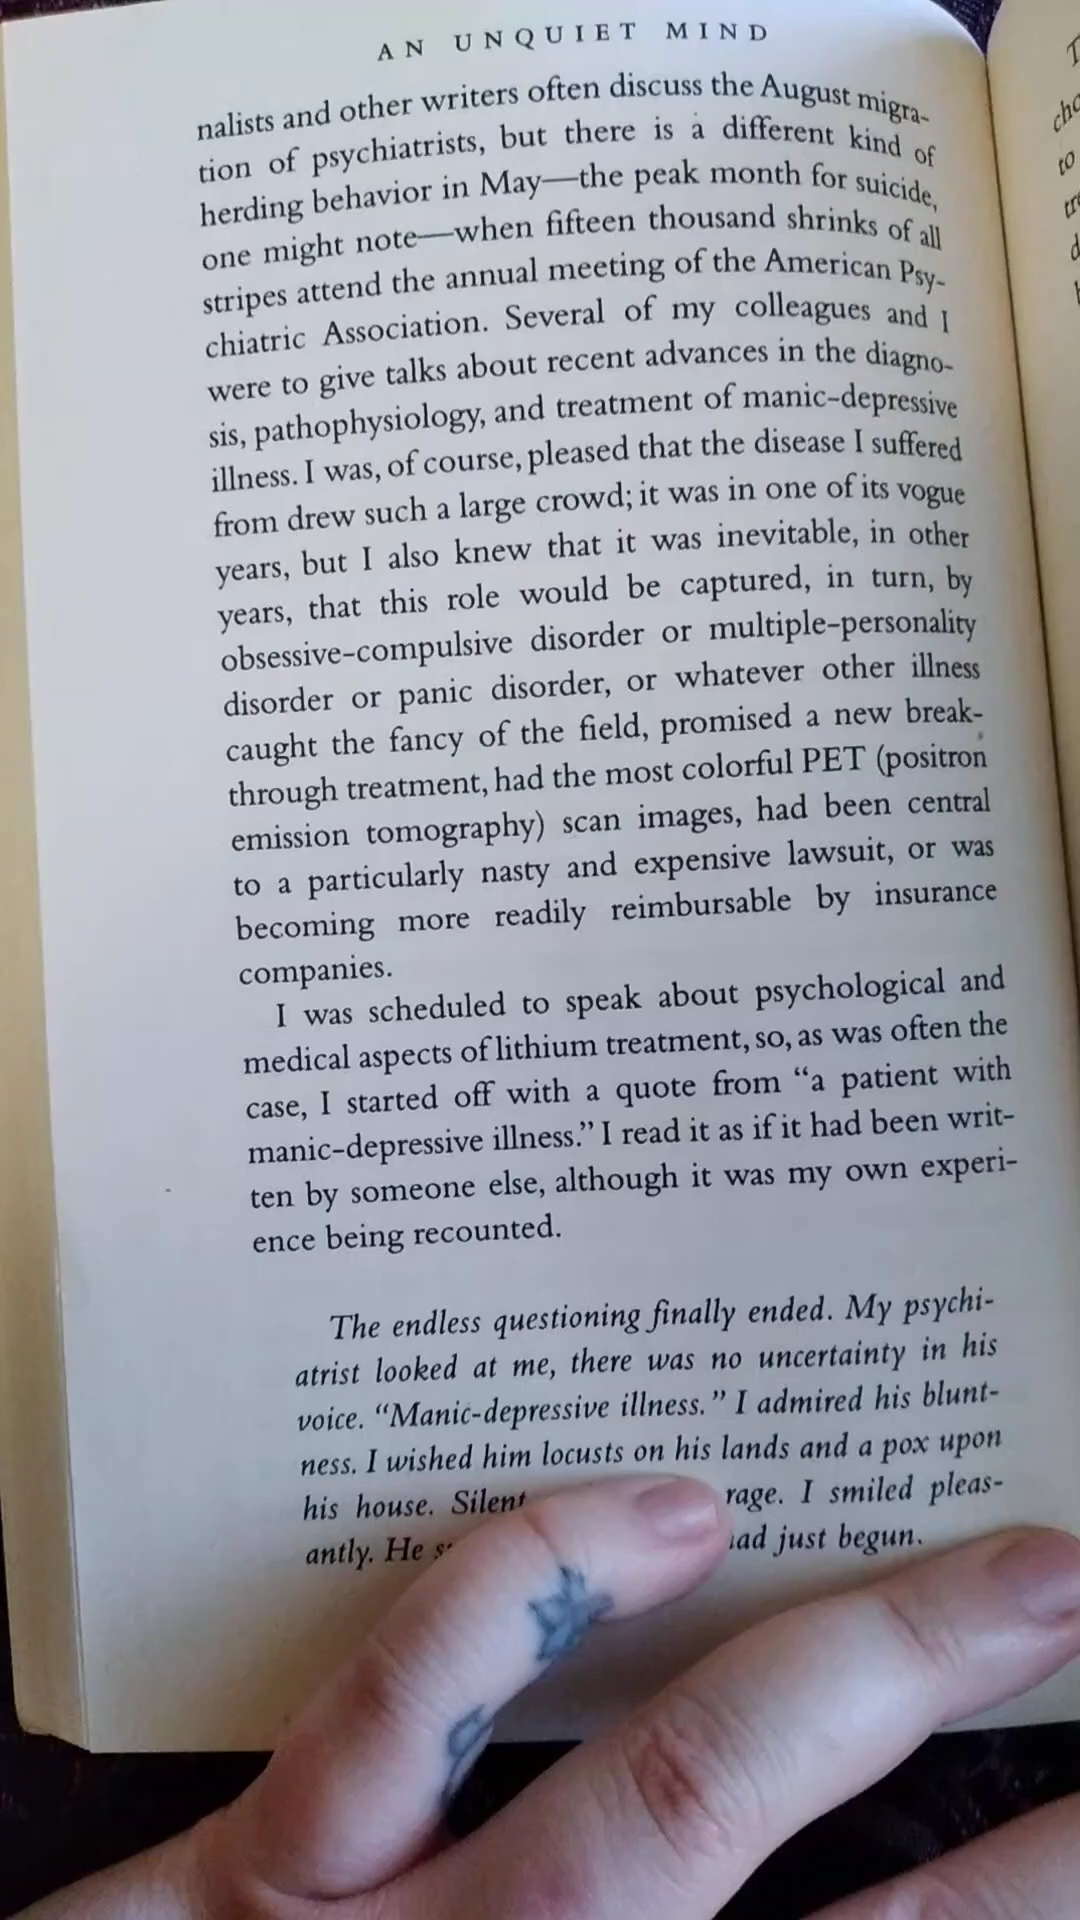 AN UNQUIET MIND
nalists and other writers often discuss the August migra-
tion of psychiatrists, but there is a different kind of
herding behavior in May—the peak month for suicide,
one might note—when fifteen thousand shrinks of all
stripes attend the annual meeting of the American Psy-
chiatric Association. Several of my colleagues and I
were to give talks about recent advances in the diagno-
sis, pathophysiology, and treatment of manic-depressive
illness. I was, of course, pleased that the disease I suffered
from drew such a large crowd; it was in one of its vogue
years, but I also knew that it was inevitable, in other
years, that this role would be captured, in turn, by
obsessive-compulsive disorder or multiple-personality
disorder or panic disorder, or whatever other illness
caught the fancy of the field, promised a new break-
through treatment, had the most colorful PET (positron
emission tomography) scan images, had been central
to a particularly nasty and expensive lawsuit, or was
becoming more readily reimbursable by insurance
companies.
I was scheduled to speak about psychological and
medical aspects of lithium treatment, so, as was often the
case, I started off with a quote from “a patient with
manic-depressive illness.” I read it as if it had been writ-
ten by someone else, although it was my own experi-
ence being recounted.
The endless questioning finally ended. My psychi-
atrist looked at me, there was no uncertainty in his
voice. “Manic-depressive illness.” I admired his blunt-
ness. I wished him locusts on his lands and a pox upon
his house. Silent rage. I smiled pleas-
antly. He just begun.